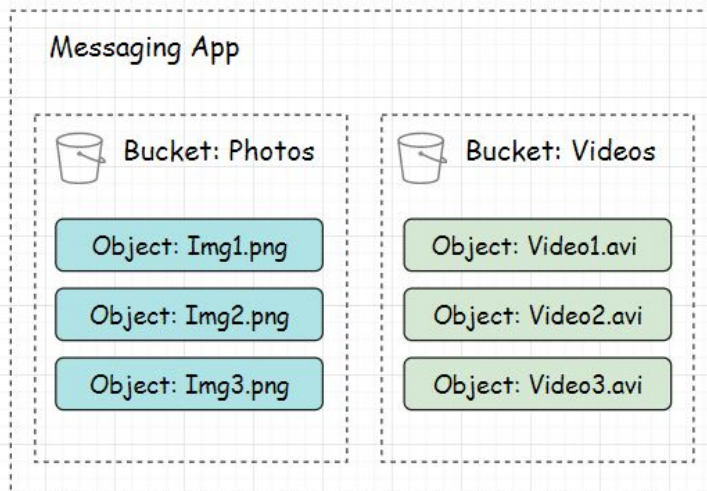 Messaging App
Bucket: Photos
Object: Img1.png
Object: Img2.png
Object: Img3.png
Bucket: Videos
Object: Video1.avi
Object: Video2.avi
Object: Video3.avi